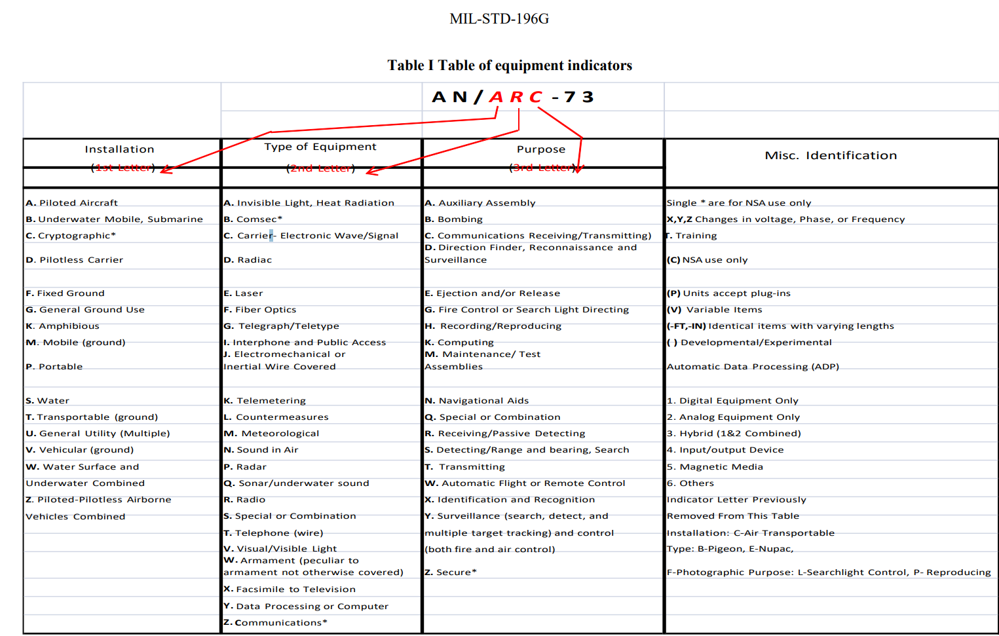 MIL-STD-196G
Table I Table of equipment indicators
AN/ARC-73
Installation
(1st Letter)
Type of Equipment
(2nd Letter)
Purpose
(3rd Letter)
Misc. Identification
A. Piloted Aircraft
B. Underwater Mobile, Submarine
C. Cryptographic*
D. Pilotless Carrier
F. Fixed Ground
G. General Ground Use
K. Amphibious
M. Mobile (ground)
P. Portable
S. Water
T. Transportable (ground)
U. General Utility (Multiple)
V. Vehicular (ground)
W. Water Surface and
Underwater Combined
Z. Piloted-Pilotless Airborne
Vehicles Combined
A. Invisible Light, Heat Radiation
B. Comsec*
C. Carrier- Electronic Wave/Signal
D. Radiac
E. Laser
F. Fiber Optics
G. Telegraph/Teletype
I. Interphone and Public Access
J. Electromechanical or
Inertial Wire Covered
K. Telemetering
L. Countermeasures
M. Meteorological
N. Sound in Air
P. Radar
Q. Sonar/underwater sound
R. Radio
S. Special or Combination
T. Telephone (wire)
V. Visual/Visible Light
W. Armament (peculiar to
armament not otherwise covered)
X. Facsimile to Television
Y. Data Processing or Computer
Z. Communications*
A. Auxiliary Assembly
B. Bombing
C. Communications Receiving/Transmitting)
D. Direction Finder, Reconnaissance and
Surveillance
E. Ejection and/or Release
G. Fire Control or Search Light Directing
H. Recording/Reproducing
K. Computing
M. Maintenance/ Test
Assemblies
N. Navigational Aids
Q. Special or Combination
R. Receiving/Passive Detecting
S. Detecting/Range and bearing, Search
T. Transmitting
W. Automatic Flight or Remote Control
X. Identification and Recognition
Y. Surveillance (search, detect, and
multiple target tracking) and control
(both fire and air control)
Z. Secure*
Single * are for NSA use only
X,Y,Z Changes in voltage, Phase, or Frequency
T. Training
(C) NSA use only
(P) Units accept plug-ins
(V) Variable Items
(-FT,-IN) Identical items with varying lengths
( ) Developmental/Experimental
Automatic Data Processing (ADP)
1. Digital Equipment Only
2. Analog Equipment Only
3. Hybrid (1&2 Combined)
4. Input/output Device
5. Magnetic Media
6. Others
Indicator Letter Previously
Removed From This Table
Installation: C-Air Transportable
Type: B-Pigeon, E-Nupac,
F-Photographic Purpose: L-Searchlight Control, P- Reproducing